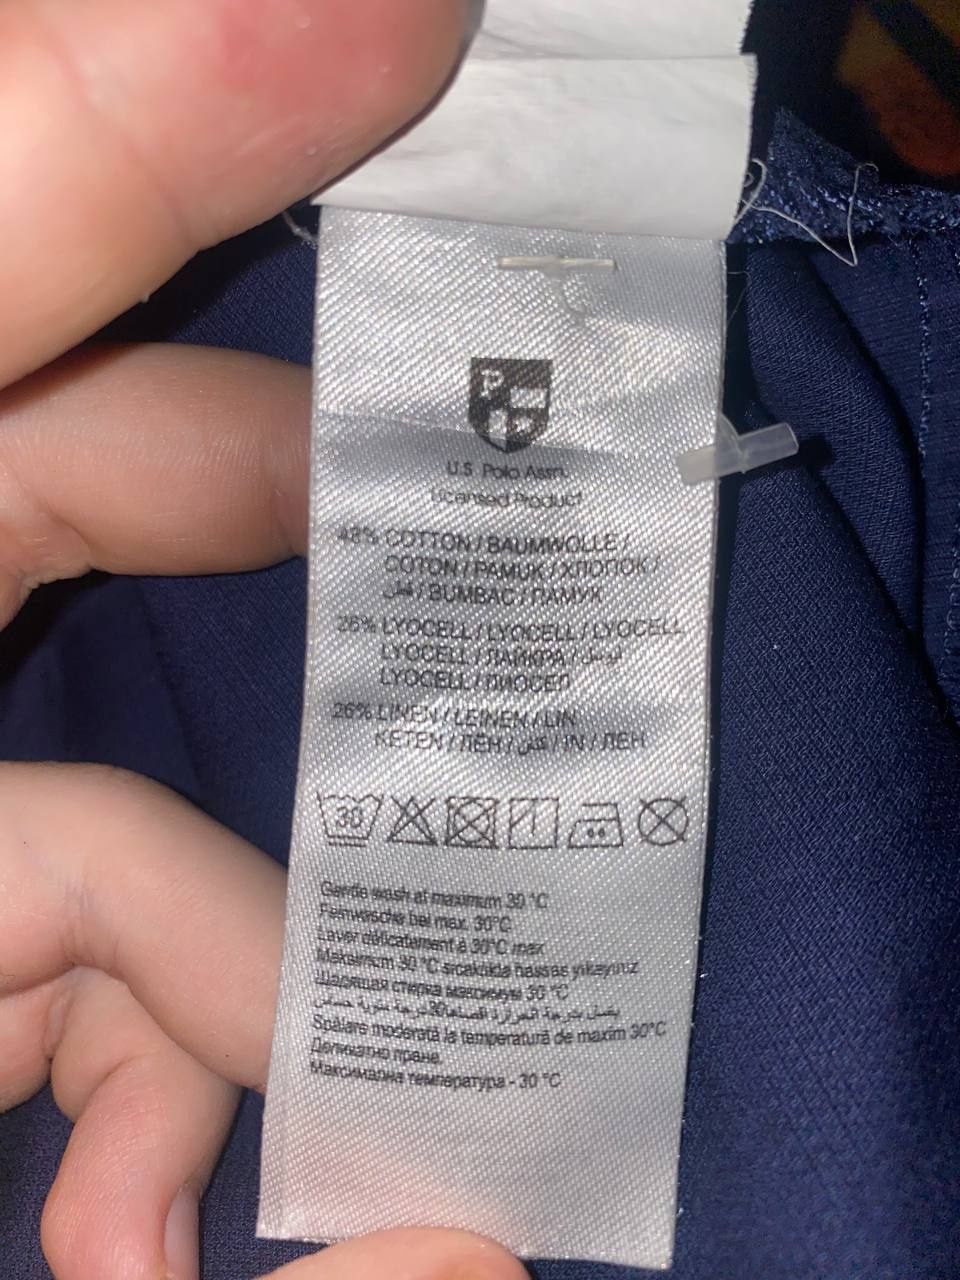 U.S. Polo Assn.
Licensed Product
48% COTTON / BAUMWOLLE /
COTON / PAMUK / ХЛОПОК /
قطن / BUMBAC / ПАМУК
26% LYOCELL / LYOCELL / LYOCELL
LYOCELL / ЛАЙКРА / ليوسل
LYOCELL / ЛИОСЕЛ
26% LINEN / LEINEN / LIN
KETEN / ЛЁН / كتان / IN / ЛЕН
30
Gentle wash at maximum 30 °C
Feinwäsche bei max. 30°C
Laver délicatement à 30°C max
Maksimum 30 °C sıcaklıkta hassas yıkayınız
Щадящая стирка максимум 30 °C
Spălare moderată la temperatură de maxim 30°C
Деликатно пране.
Максимална температура - 30 °C